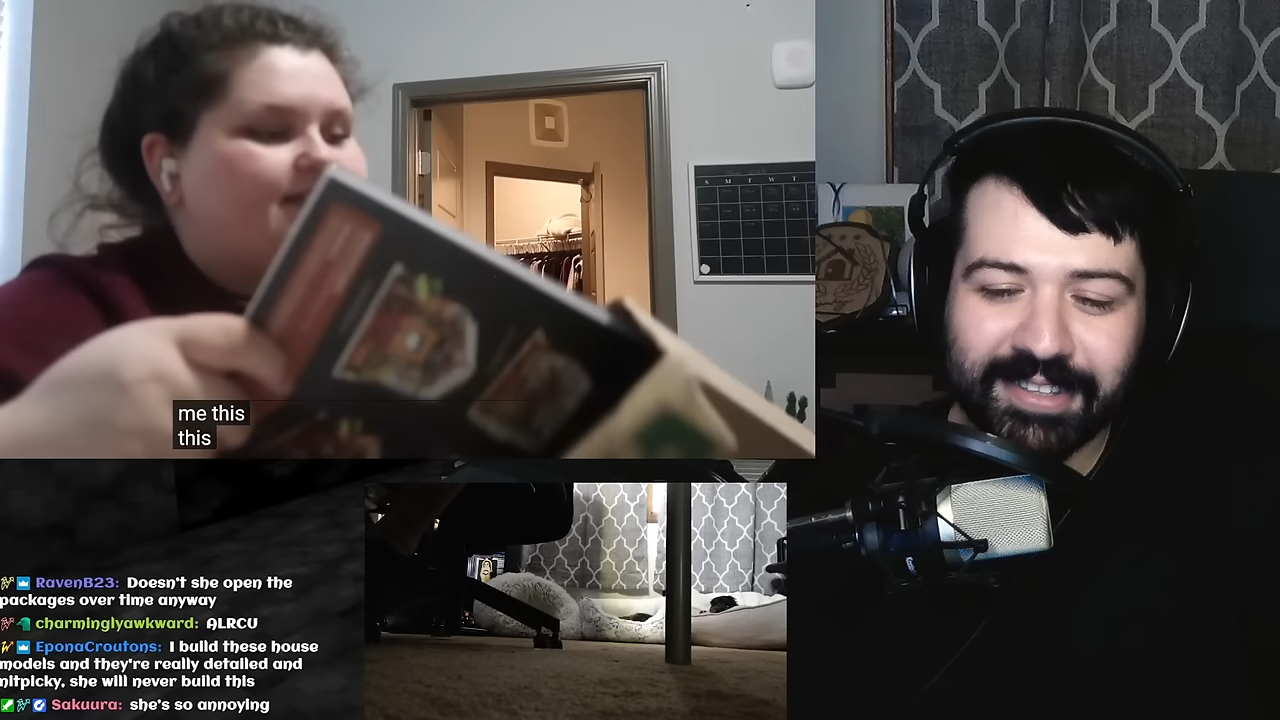 S M T W T
me this
this
RavenB23: Doesn't she open the
packages over time anyway
charminglyawkward: ALRCU
EponaCroutons: I build these house
models and they're really detailed and
nitpicky, she will never build this
Sakuura: she's so annoying